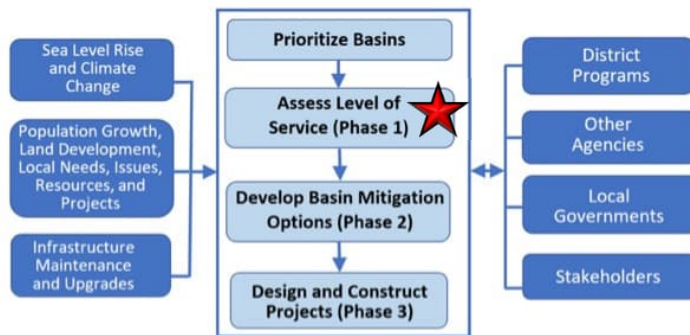 Sea Level Rise
and Climate
Change
Population Growth,
Land Development,
Local Needs, Issues,
Resources, and
Projects
Infrastructure
Maintenance
and Upgrades
Prioritize Basins
Assess Level of
Service (Phase 1)
Develop Basin Mitigation
Options (Phase 2)
Design and Construct
Projects (Phase 3)
District
Programs
Other
Agencies
Local
Governments
Stakeholders